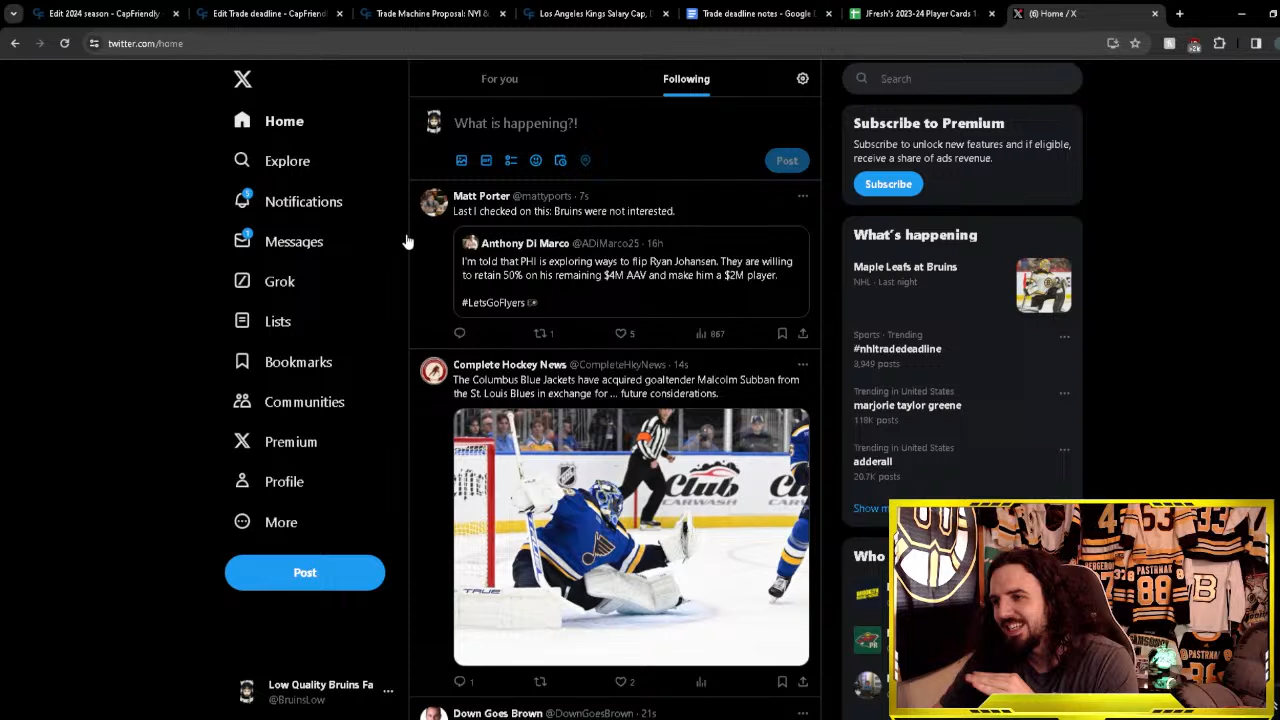 Edit 2024 season - CapFriendly
Edit Trade deadline - CapFriend
Trade Machine Proposal: NYI &
Los Angeles Kings Salary Cap,
Trade deadline notes - Google
JFresh's 2023-24 Player Cards
(6) Home / X
twitter.com/home
For you
Following
Search
Home
Explore
5
Notifications
1
Messages
Grok
Lists
Bookmarks
Communities
Premium
Profile
More
Post
Low Quality Bruins Fa
@BruinsLow
What is happening?!
GIF
Post
Matt Porter @mattyports · 7s
Last I checked on this: Bruins were not interested.
Anthony Di Marco @ADiMarco25 · 16h
I'm told that PHI is exploring ways to flip Ryan Johansen. They are willing
to retain 50% on his remaining $4M AAV and make him a $2M player.
#LetsGoFlyers
1
5
867
Complete Hockey News @CompleteHkyNews · 14s
The Columbus Blue Jackets have acquired goaltender Malcolm Subban from
the St. Louis Blues in exchange for ... future considerations.
Club
CARWASH
TRUE
1
2
Down Goes Brown @DownGoesBrown · 21s
Subscribe to Premium
Subscribe to unlock new features and if eligible,
receive a share of ads revenue.
Subscribe
What's happening
Maple Leafs at Bruins
NHL · Last night
Sports · Trending
#nhltradedeadline
3,949 posts
Trending in United States
marjorie taylor greene
118K posts
Trending in United States
adderall
20.7K posts
Show m
Who
BERGERON
37
PASTRNAK
88
PASTRNAK
33
B